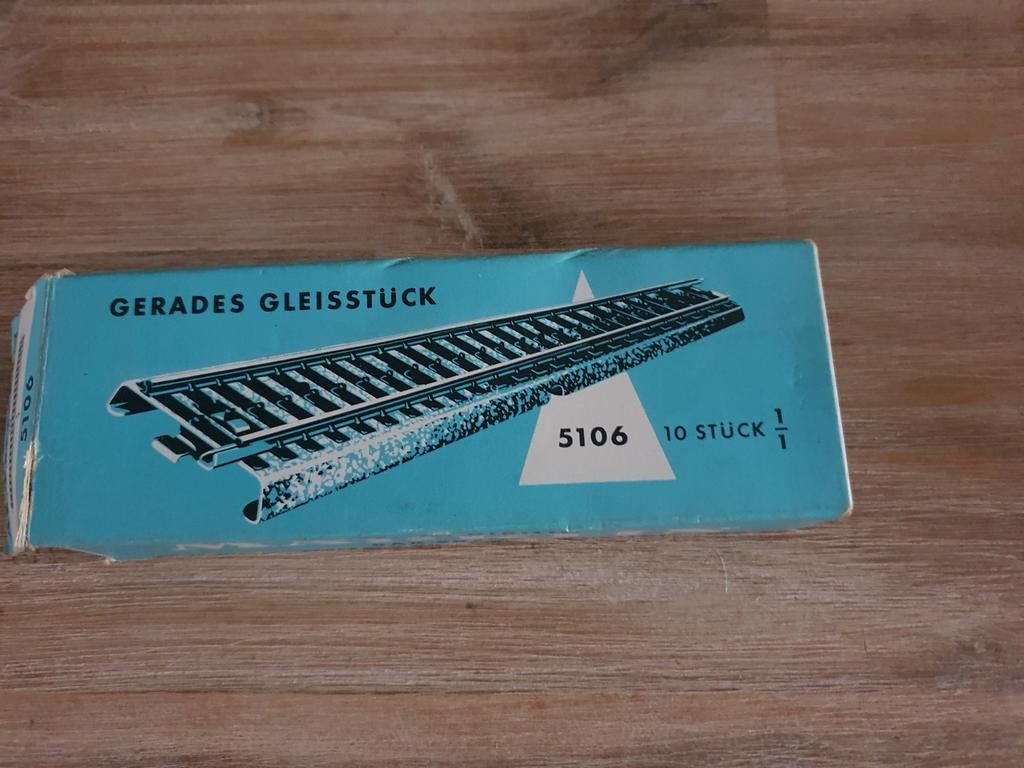 GERADES GLEISSTÜCK
5106
10 STÜCK 1/1
5106